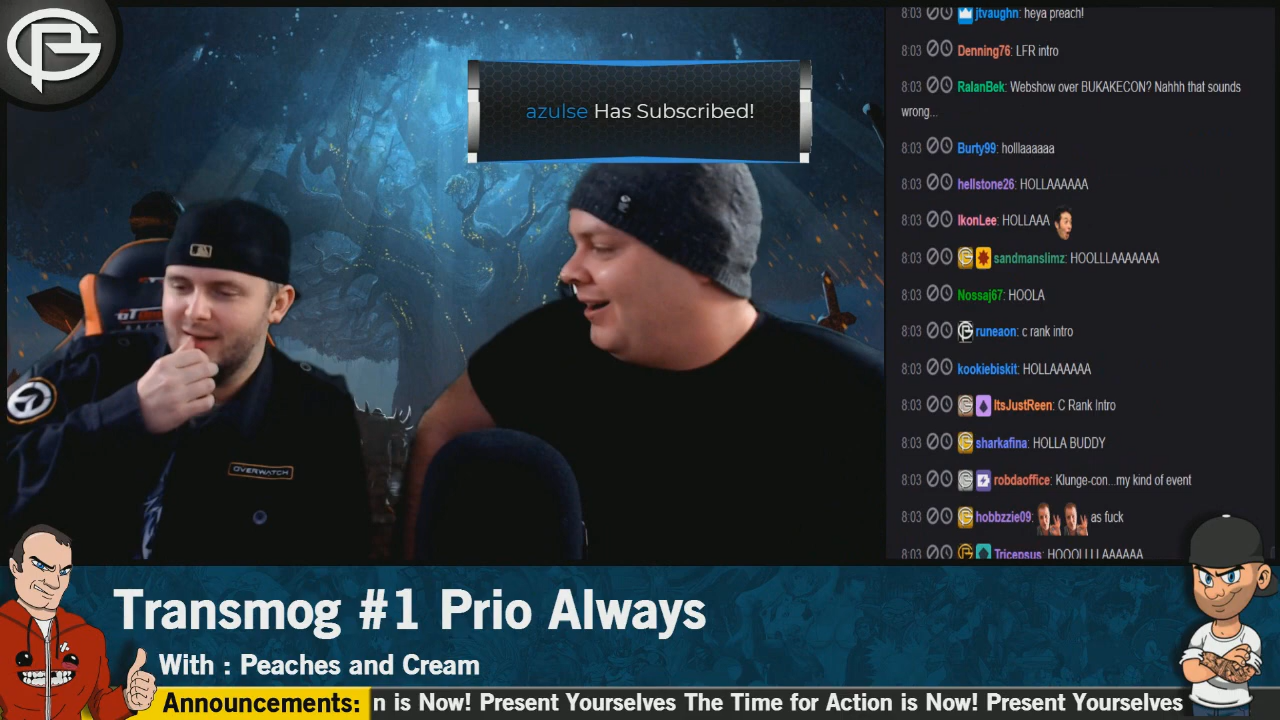 azulse Has Subscribed!
OVERWATCH
8:03 jtvaughn: heya preach!
8:03 Denning76: LFR intro
8:03 RalanBek: Webshow over BUKAKECON? Nahhh that sounds
wrong...
8:03 Burty99: holllaaaaaa
8:03 hellstone26: HOLLAAAAAA
8:03 IkonLee: HOLLAAA
8:03 sandmanslimz: HOOLLLAAAAAAA
8:03 Nossaj67: HOOLA
8:03 runeaon: c rank intro
8:03 kookiebiskit: HOLLAAAAAA
8:03 ItsJustReen: C Rank Intro
8:03 sharkafina: HOLLA BUDDY
8:03 robdaoffice: Klunge-con...my kind of event
8:03 hobbzzie09: as fuck
8:03 Tricepsus: HOOOLLLLAAAAAA
Transmog #1 Prio Always
With : Peaches and Cream
Announcements: n is Now! Present Yourselves The Time for Action is Now! Present Yourselves